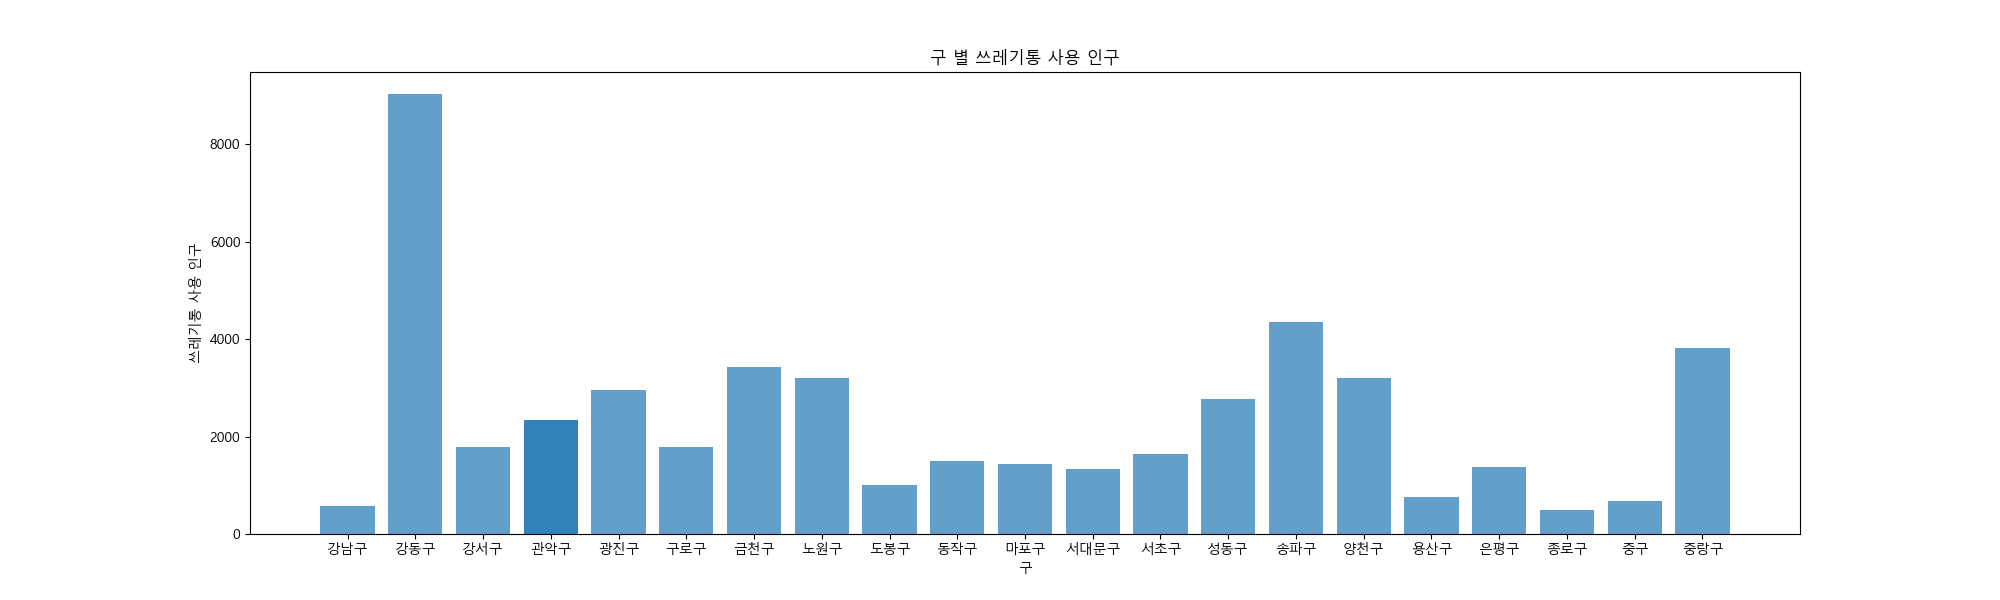 구 별 쓰레기통 사용 인구
쓰레기통 사용 인구
8000
6000
4000
2000
0
강남구 강동구 강서구 관악구 광진구 구로구 금천구 노원구 도봉구 동작구 마포구 서대문구 서초구 성동구 송파구 양천구 용산구 은평구 종로구 중구 중랑구
구